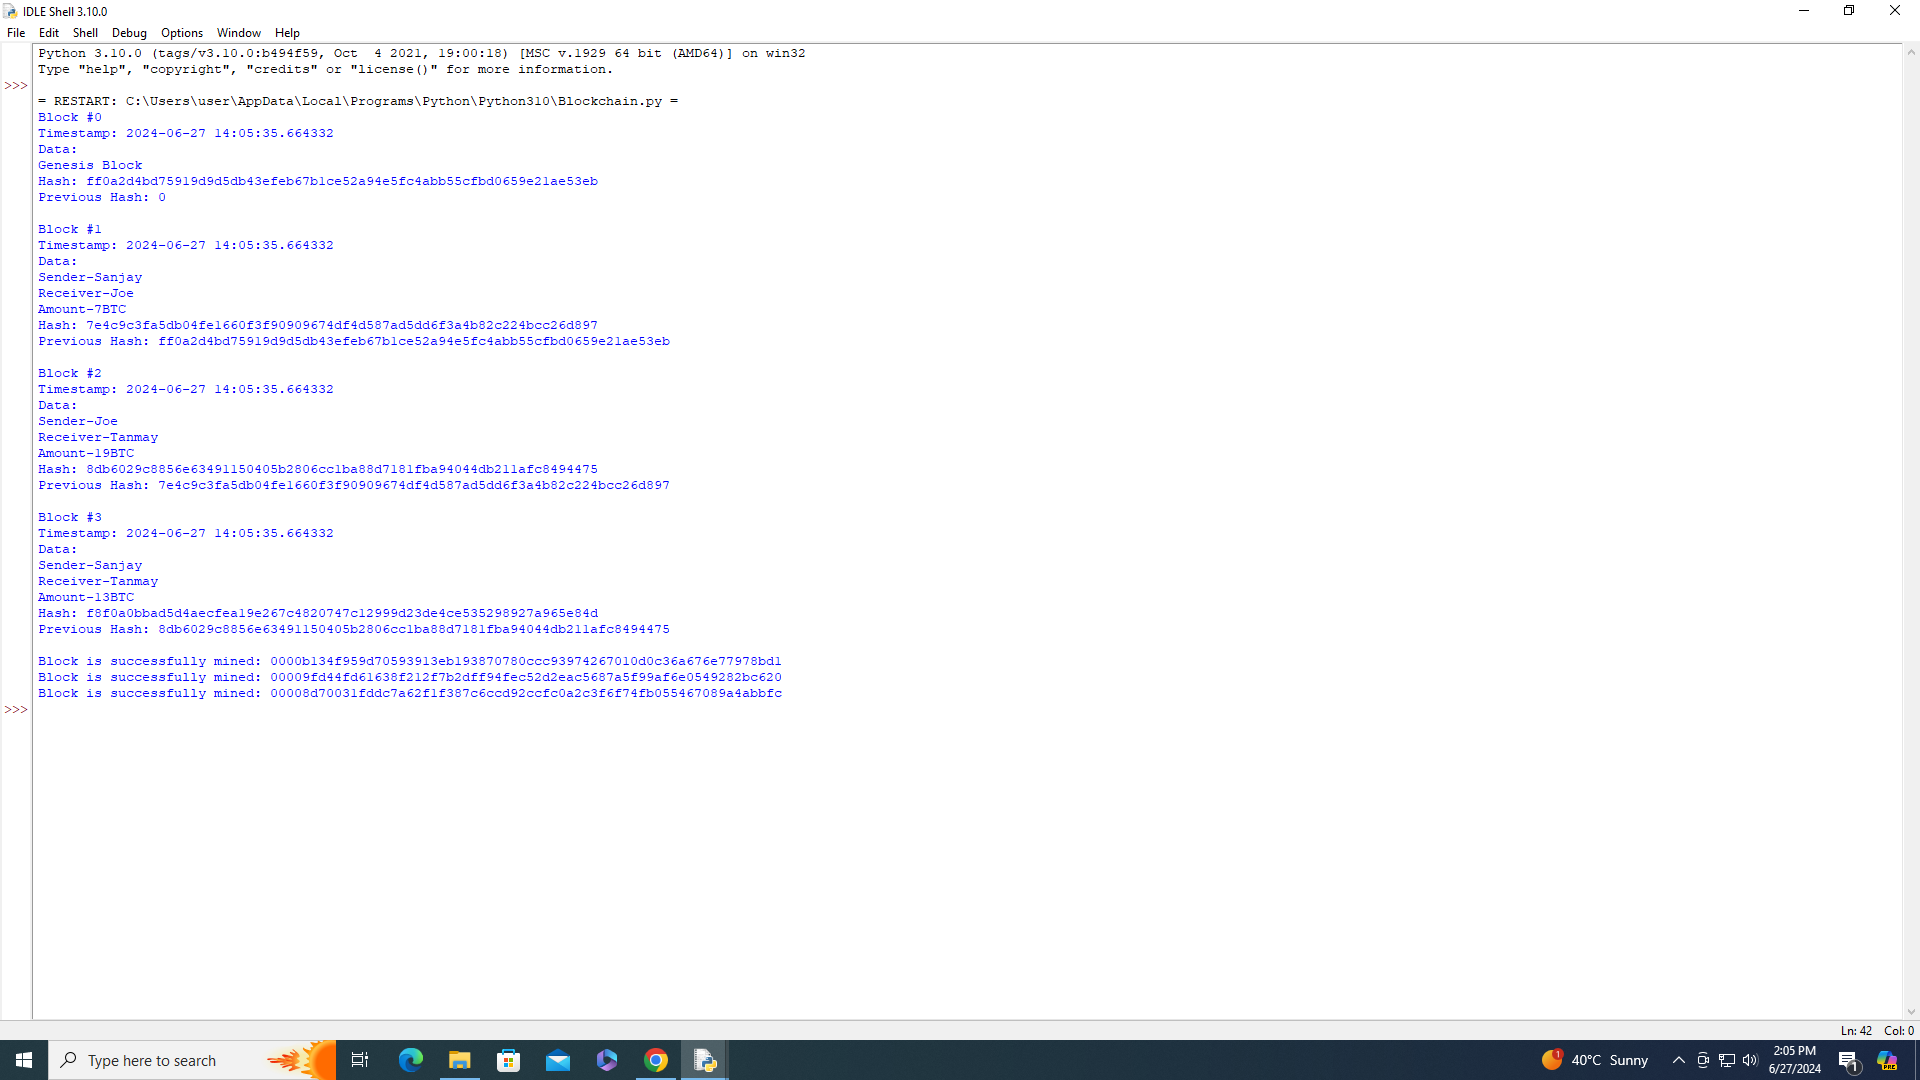 IDLE Shell 3.10.0
File Edit Shell Debug Options Window Help
Python 3.10.0 (tags/v3.10.0:b494f59, Oct  4 2021, 19:00:18) [MSC v.1929 64 bit (AMD64)] on win32
Type "help", "copyright", "credits" or "license()" for more information.
>>>
= RESTART: C:\Users\user\AppData\Local\Programs\Python\Python310\Blockchain.py =
Block #0
Timestamp: 2024-06-27 14:05:35.664332
Data:
Genesis Block
Hash: ff0a2d4bd75919d9d5db43efeb67b1ce52a94e5fc4abb55cfbd0659e21ae53eb
Previous Hash: 0
Block #1
Timestamp: 2024-06-27 14:05:35.664332
Data:
Sender-Sanjay
Receiver-Joe
Amount-7BTC
Hash: 7e4c9c3fa5db04fe1660f3f90909674df4d587ad5dd6f3a4b82c224bcc26d897
Previous Hash: ff0a2d4bd75919d9d5db43efeb67b1ce52a94e5fc4abb55cfbd0659e21ae53eb
Block #2
Timestamp: 2024-06-27 14:05:35.664332
Data:
Sender-Joe
Receiver-Tanmay
Amount-19BTC
Hash: 8db6029c8856e63491150405b2806cc1ba88d7181fba94044db211afc8494475
Previous Hash: 7e4c9c3fa5db04fe1660f3f90909674df4d587ad5dd6f3a4b82c224bcc26d897
Block #3
Timestamp: 2024-06-27 14:05:35.664332
Data:
Sender-Sanjay
Receiver-Tanmay
Amount-13BTC
Hash: f8f0a0bbad5d4aecfea19e267c4820747c12999d23de4ce535298927a965e84d
Previous Hash: 8db6029c8856e63491150405b2806cc1ba88d7181fba94044db211afc8494475
Block is successfully mined: 0000b134f959d70593913eb193870780ccc93974267010d0c36a676e77978bd1
Block is successfully mined: 00009fd44fd61638f212f7b2dff94fec52d2eac5687a5f99af6e0549282bc620
Block is successfully mined: 00008d70031fddc7a62f1f387c6ccd92ccfc0a2c3f6f74fb055467089a4abbfc
>>>
Ln: 42 Col: 0
Type here to search
1
40°C Sunny
2:05 PM
6/27/2024
1
PRE